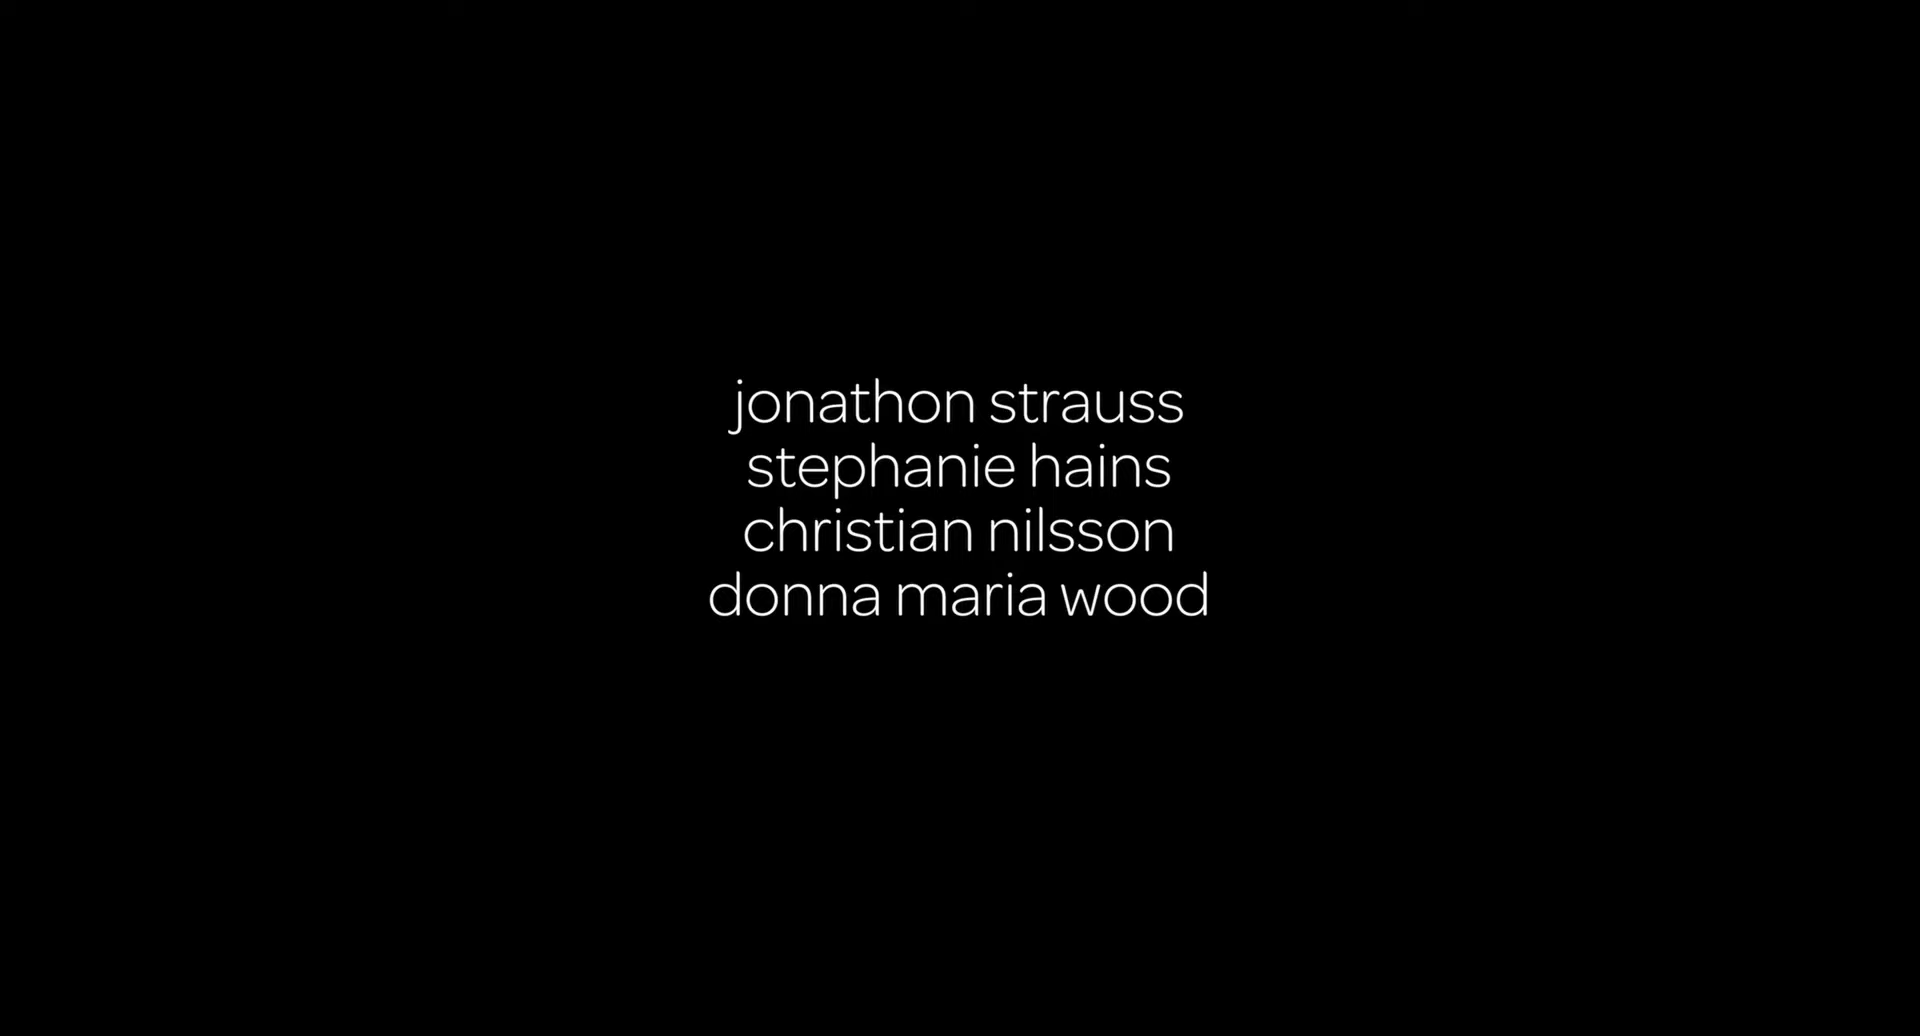 jonathon strauss
stephanie hains
christian nilsson
donna maria wood